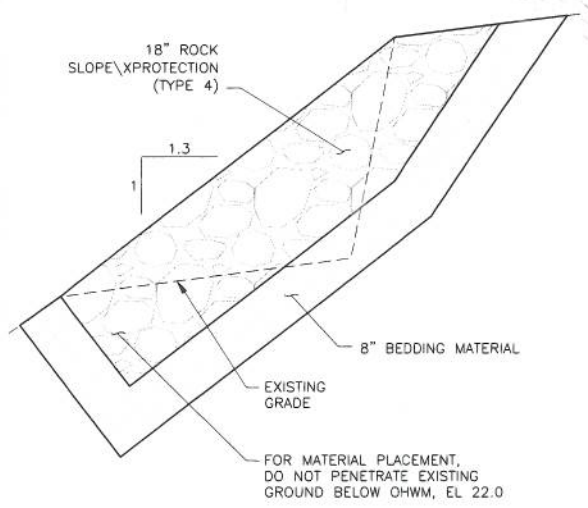 18" ROCK
SLOPE\XPROTECTION
(TYPE 4)
1.3
1
8" BEDDING MATERIAL
EXISTING
GRADE
FOR MATERIAL PLACEMENT,
DO NOT PENETRATE EXISTING
GROUND BELOW OHWM, EL 22.0